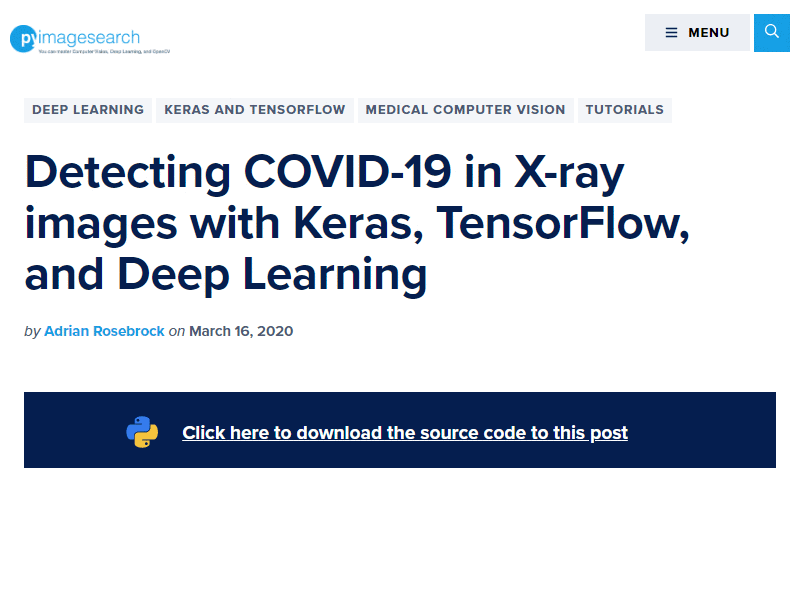 pyimagesearch
You can master Computer Vision, Deep Learning, and OpenCV
MENU
DEEP LEARNING KERAS AND TENSORFLOW MEDICAL COMPUTER VISION TUTORIALS
Detecting COVID-19 in X-ray
images with Keras, TensorFlow,
and Deep Learning
by Adrian Rosebrock on March 16, 2020
Click here to download the source code to this post